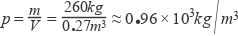 p = m/V = 260kg/0.27m³ ≈ 0.96 × 10³kg/m³